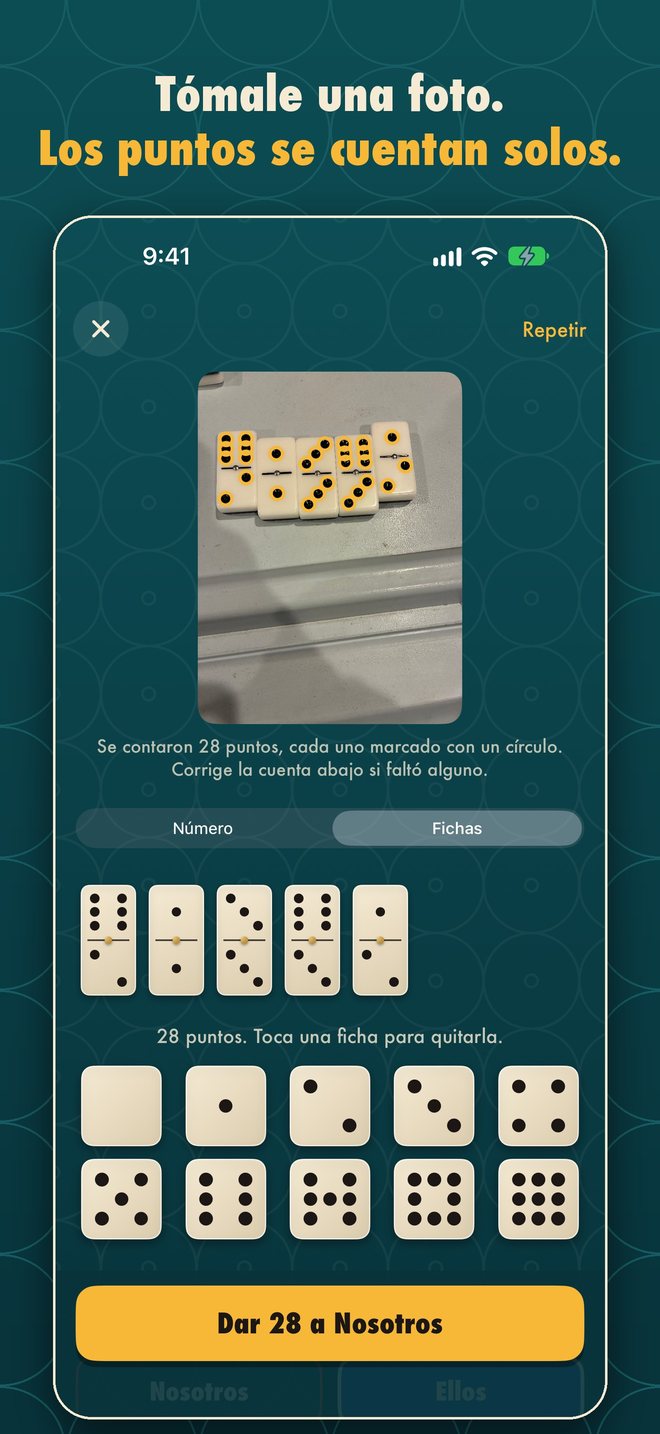 Tómale una foto.
Los puntos se cuentan solos.
9:41
Repetir
Se contaron 28 puntos, cada uno marcado con un círculo.
Corrige la cuenta abajo si faltó alguno.
Número
Fichas
28 puntos. Toca una ficha para quitarla.
Dar 28 a Nosotros
Nosotros
Ellos